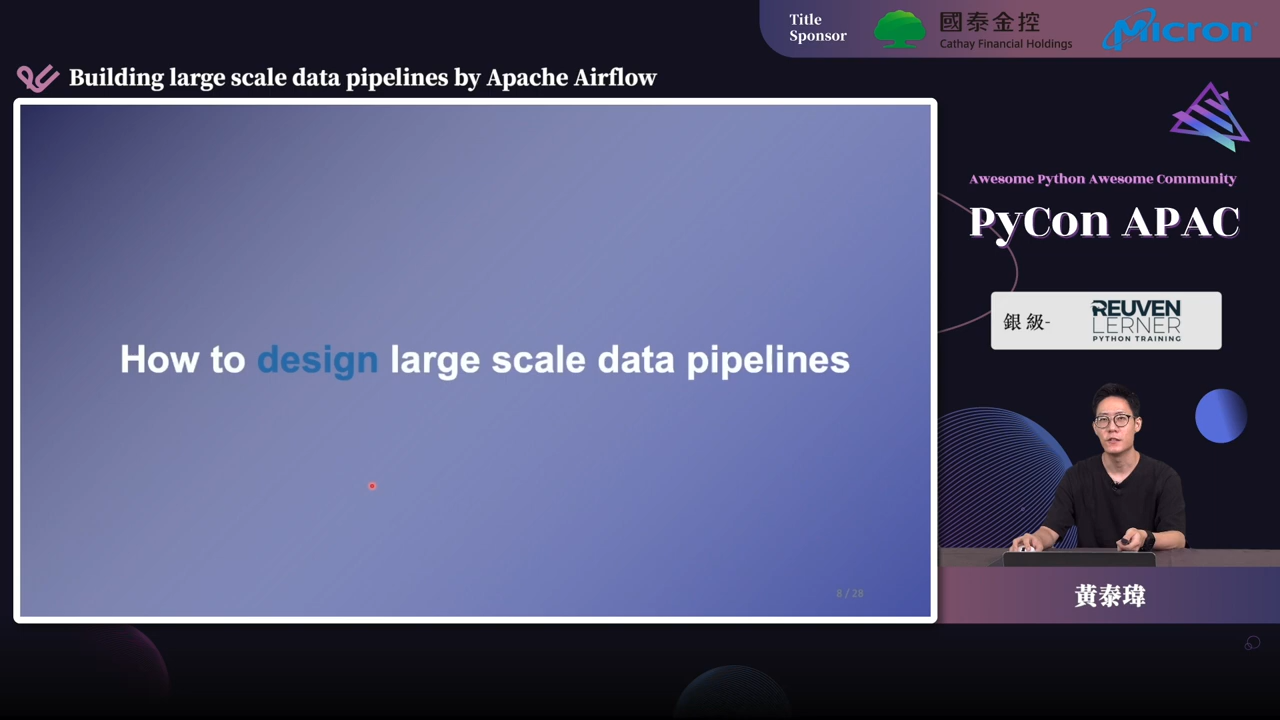 Title
Sponsor
國泰金控
Cathay Financial Holdings
Micron
Building large scale data pipelines by Apache Airflow
How to design large scale data pipelines
8 / 28
Awesome Python Awesome Community
PyCon APAC
銀級-
REUVEN
LERNER
PYTHON TRAINING
黃泰瑋